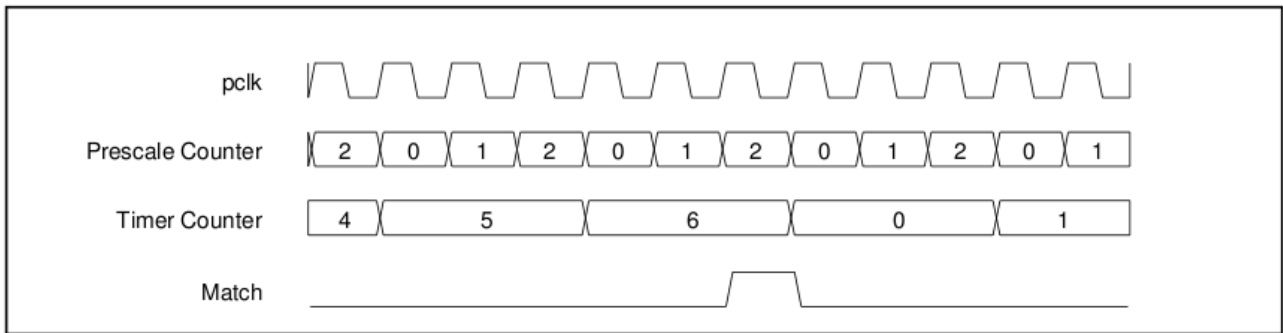 pclk
Prescale Counter 2 0 1 2 0 1 2 0 1 2 0 1
Timer Counter 4 5 6 0 1
Match